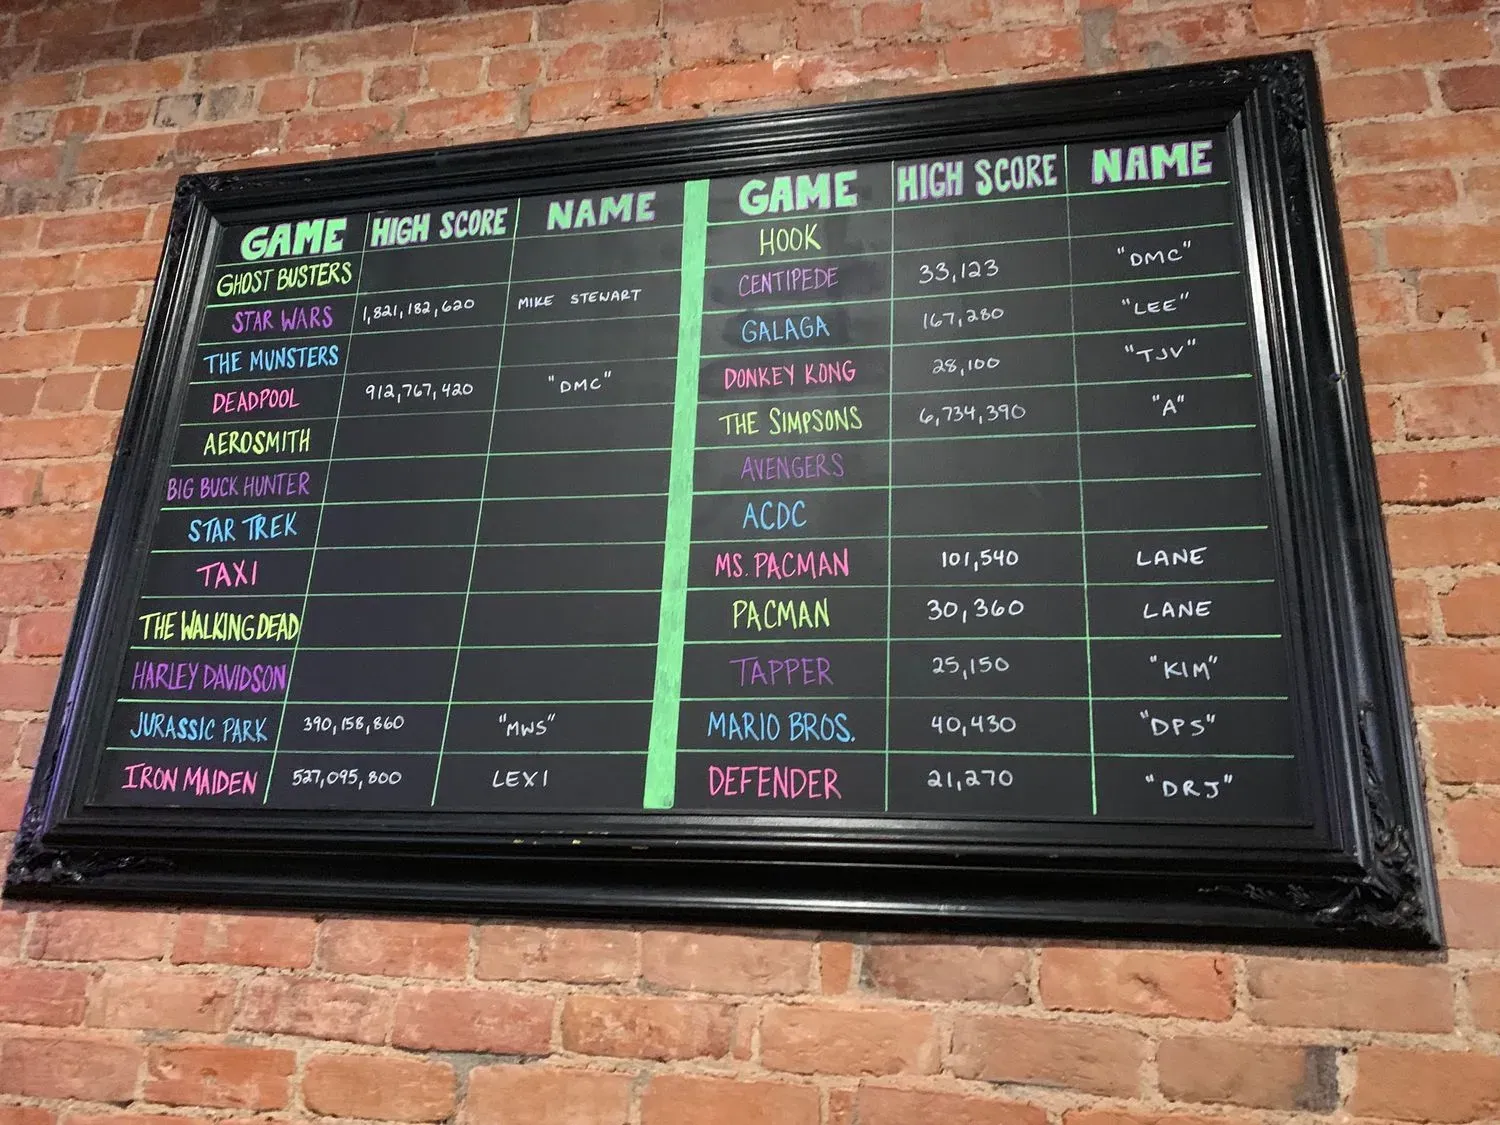 GAME HIGH SCORE NAME
GHOST BUSTERS
STAR WARS 1,821,182,620 MIKE STEWART
THE MUNSTERS
DEADPOOL 912,767,420 "DMC"
AEROSMITH
BIG BUCK HUNTER
STAR TREK
TAXI
THE WALKING DEAD
HARLEY DAVIDSON
JURASSIC PARK 390,158,860 "MWS"
IRON MAIDEN 527,095,800 LEXI
GAME HIGH SCORE NAME
HOOK
CENTIPEDE 33,123 "DMC"
GALAGA 167,280 "LEE"
DONKEY KONG 28,100 "TJV"
THE SIMPSONS 6,734,390 "A"
AVENGERS
ACDC
MS. PACMAN 101,540 LANE
PACMAN 30,360 LANE
TAPPER 25,150 "KIM"
MARIO BROS. 40,430 "DPS"
DEFENDER 21,270 "DRJ"